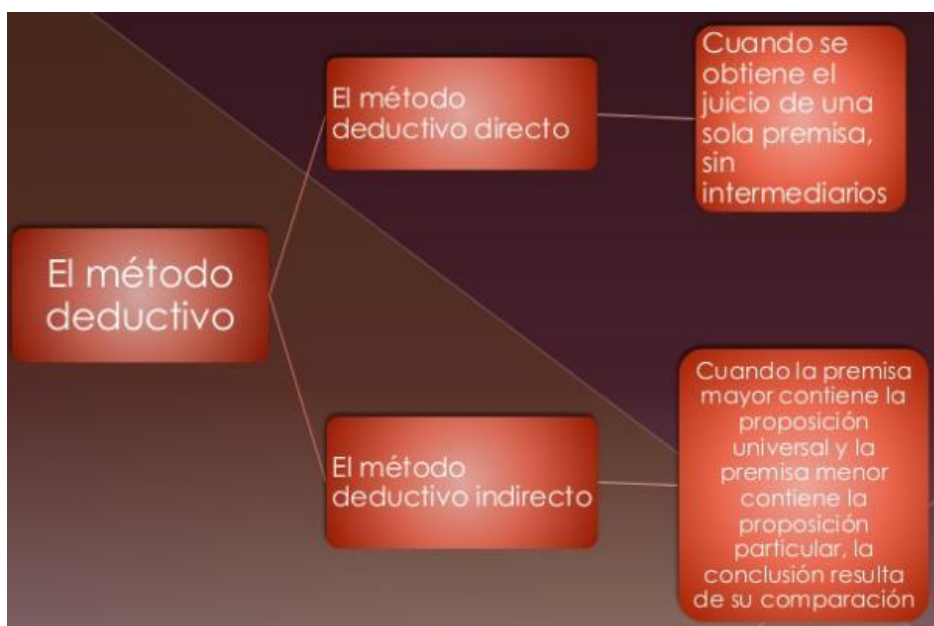 El método
deductivo
El método
deductivo directo
Cuando se
obtiene el
juicio de una
sola premisa,
sin
intermediarios
El método
deductivo indirecto
Cuando la premisa
mayor contiene la
proposición
universal y la
premisa menor
contiene la
proposición
particular, la
conclusión resulta
de su comparación